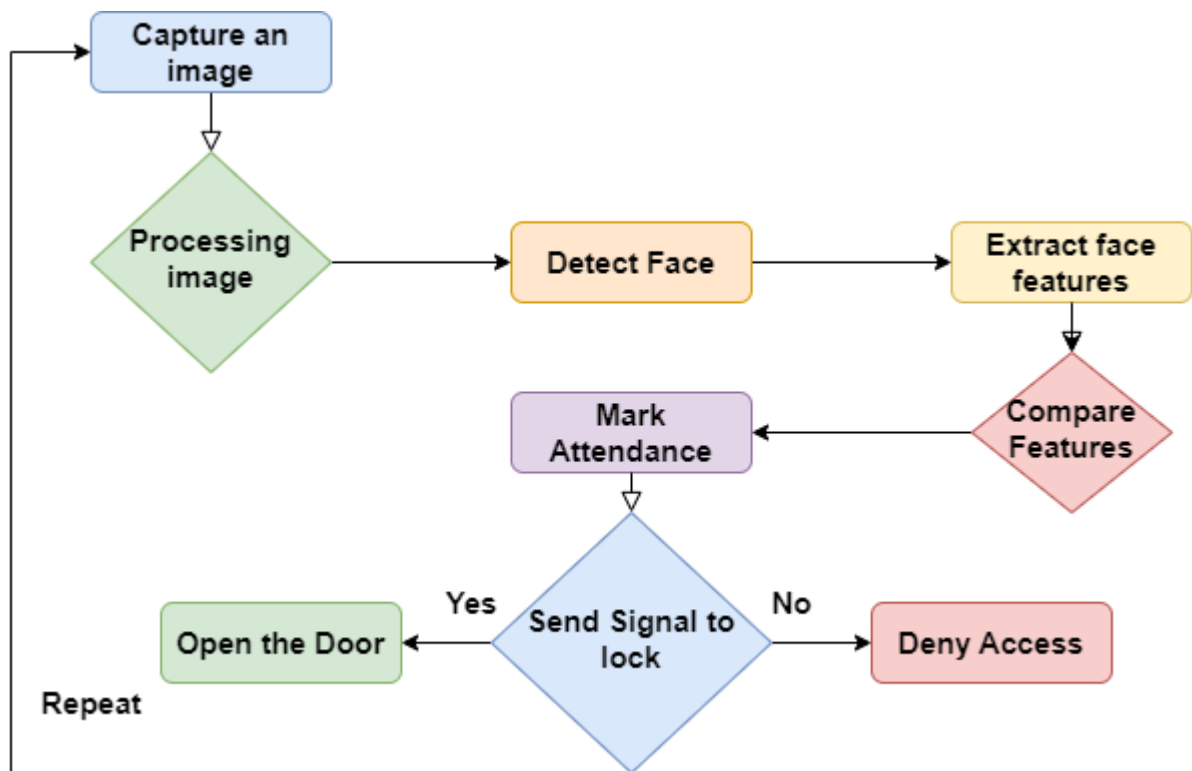 Capture an
image
Processing
image
Detect Face
Extract face
features
Compare
Features
Mark
Attendance
Send Signal to
lock
Yes
No
Open the Door
Deny Access
Repeat